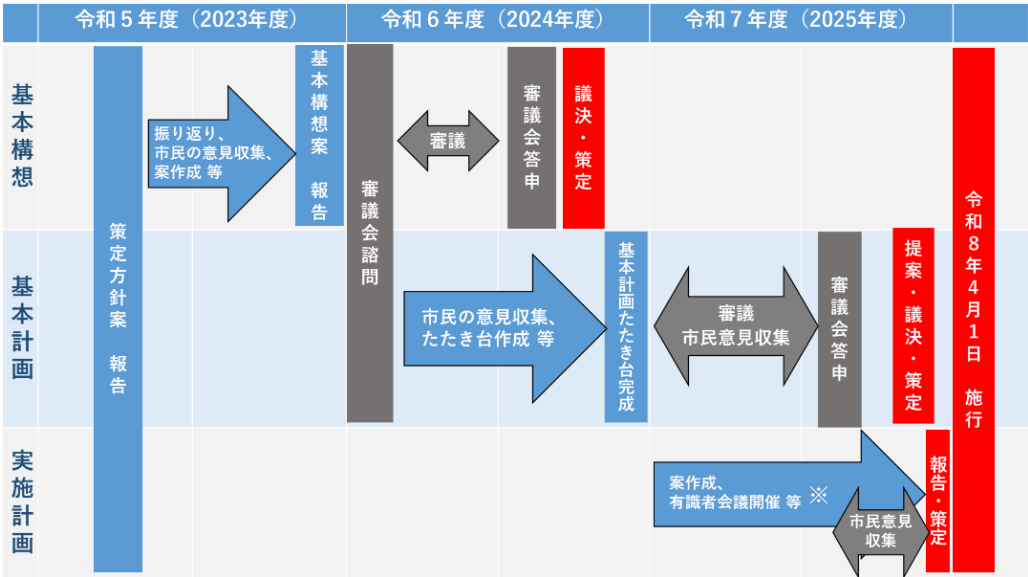 令和５年度（2023年度）
令和６年度（2024年度）
令和７年度（2025年度）
基本構想
策定方針案　報告
振り返り、
市民の意見収集、
案作成 等
基本構想案　報告
審議会諮問
審議
審議会答申
議決・策定
令和８年４月１日　施行
基本計画
市民の意見収集、
たたき台作成 等
基本計画たたき台完成
審議
市民意見収集
審議会答申
提案・議決・策定
実施計画
案作成、
有識者会議開催 等 ※
市民意見
収集
報告・策定